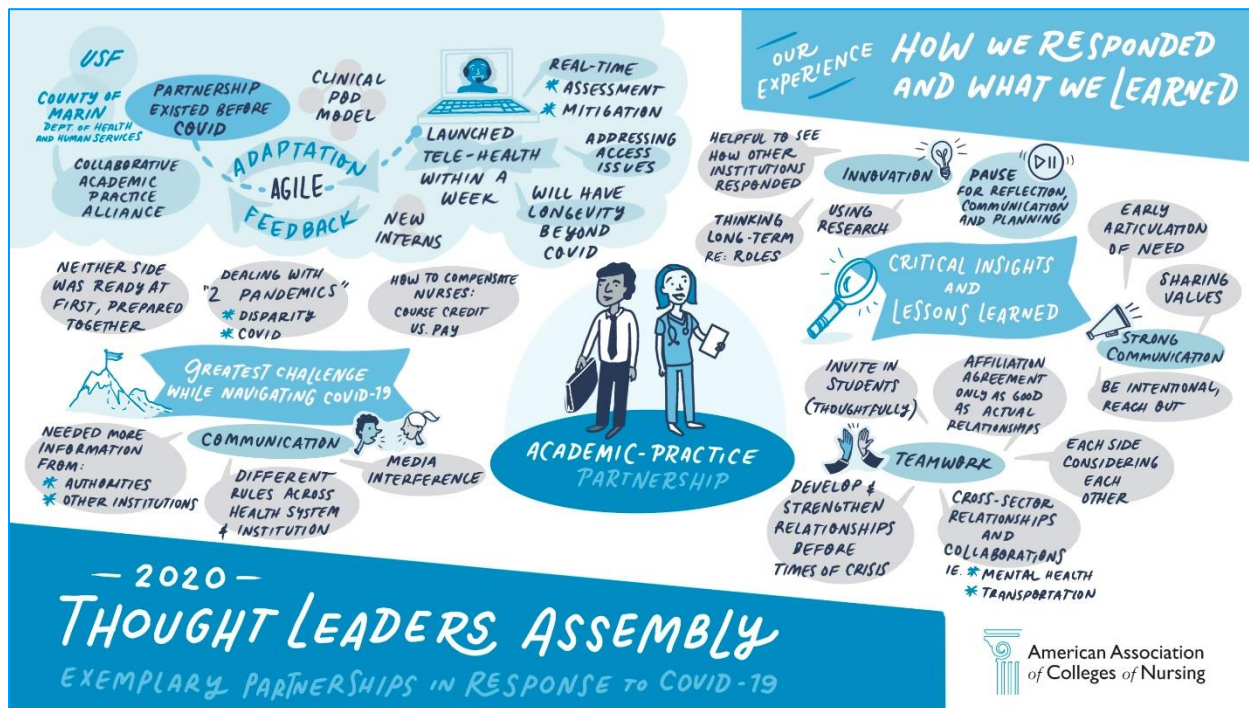 USF
COUNTY OF
MARIN
DEPT. OF HEALTH
AND HUMAN SERVICES
PARTNERSHIP
EXISTED BEFORE
COVID
COLLABORATIVE
ACADEMIC
PRACTICE
ALLIANCE
CLINICAL
POD
MODEL
ADAPTATION
AGILE
FEEDBACK
LAUNCHED
TELE-HEALTH
WITHIN A
WEEK
NEW
INTERNS
REAL-TIME
* ASSESSMENT
* MITIGATION
ADDRESSING
ACCESS
ISSUES
WILL HAVE
LONGEVITY
BEYOND
COVID
OUR
EXPERIENCE
HOW WE RESPONDED
AND WHAT WE LEARNED
HELPFUL TO SEE
HOW OTHER
INSTITUTIONS
RESPONDED
INNOVATION
PAUSE
FOR REFLECTION,
COMMUNICATION
AND PLANNING
THINKING
LONG-TERM
RE: ROLES
USING
RESEARCH
CRITICAL INSIGHTS
AND
LESSONS LEARNED
EARLY
ARTICULATION
OF NEED
SHARING
VALUES
STRONG
COMMUNICATION
BE INTENTIONAL,
REACH OUT
NEITHER SIDE
WAS READY AT
FIRST, PREPARED
TOGETHER
DEALING WITH
"2 PANDEMICS"
* DISPARITY
* COVID
HOW TO COMPENSATE
NURSES:
COURSE CREDIT
VS. PAY
GREATEST CHALLENGE
WHILE NAVIGATING COVID-19
COMMUNICATION
NEEDED MORE
INFORMATION
FROM:
* AUTHORITIES
* OTHER INSTITUTIONS
DIFFERENT
RULES ACROSS
HEALTH SYSTEM
& INSTITUTION
MEDIA
INTERFERENCE
ACADEMIC-PRACTICE
PARTNERSHIP
INVITE IN
STUDENTS
(THOUGHTFULLY)
AFFILIATION
AGREEMENT
ONLY AS GOOD
AS ACTUAL
RELATIONSHIPS
TEAMWORK
EACH SIDE
CONSIDERING
EACH
OTHER
DEVELOP &
STRENGTHEN
RELATIONSHIPS
BEFORE
TIMES OF CRISIS
CROSS-SECTOR
RELATIONSHIPS
AND
COLLABORATIONS
IE. * MENTAL HEALTH
* TRANSPORTATION
- 2020 -
THOUGHT LEADERS ASSEMBLY
EXEMPLARY PARTNERSHIPS IN RESPONSE TO COVID-19
American Association
of Colleges of Nursing